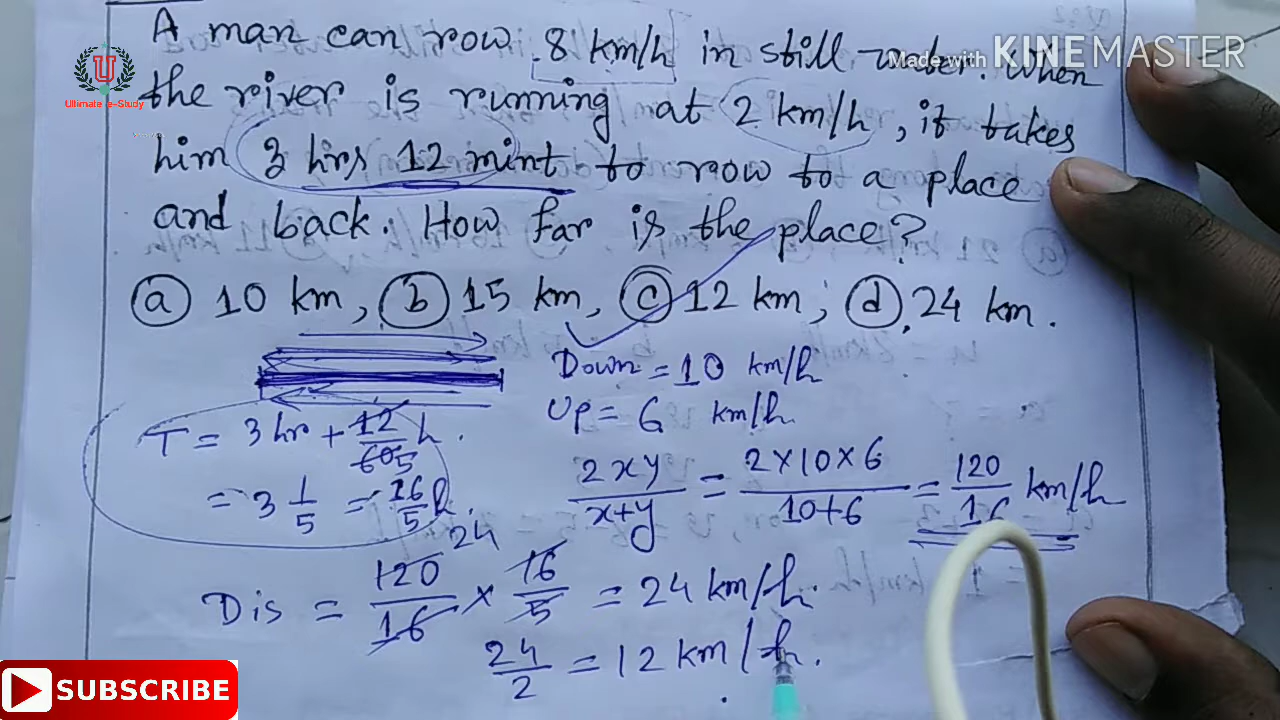 A man can row 8 km/h in still water. When
the river is running at 2 km/h, it takes
him 3 hrs 12 mint to row to a place
and back. How far is the place?
(a) 10 km, (b) 15 km, (c) 12 km; (d) 24 km.
Down = 10 km/h
Up = 6 km/h.
T = 3 hr + 12/60 5 h.
= 3 1/5 = 16/5 h.
2xy/x+y = 2×10×6/10+6 = 120/16 km/h
24
Dis = 120/16 × 16/5 = 24 km/h.
24/2 = 12 km/h.
Made with KINEMASTER
U
Ultimate e-Study
SUBSCRIBE